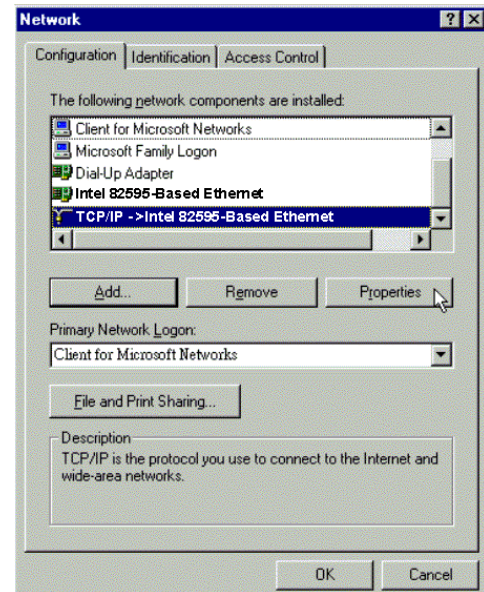 Network
Configuration Identification Access Control
The following network components are installed:
Client for Microsoft Networks
Microsoft Family Logon
Dial-Up Adapter
Intel 82595-Based Ethernet
TCP/IP ->Intel 82595-Based Ethernet
Add... Remove Properties
Primary Network Logon:
Client for Microsoft Networks
File and Print Sharing...
Description
TCP/IP is the protocol you use to connect to the Internet and
wide-area networks.
OK Cancel